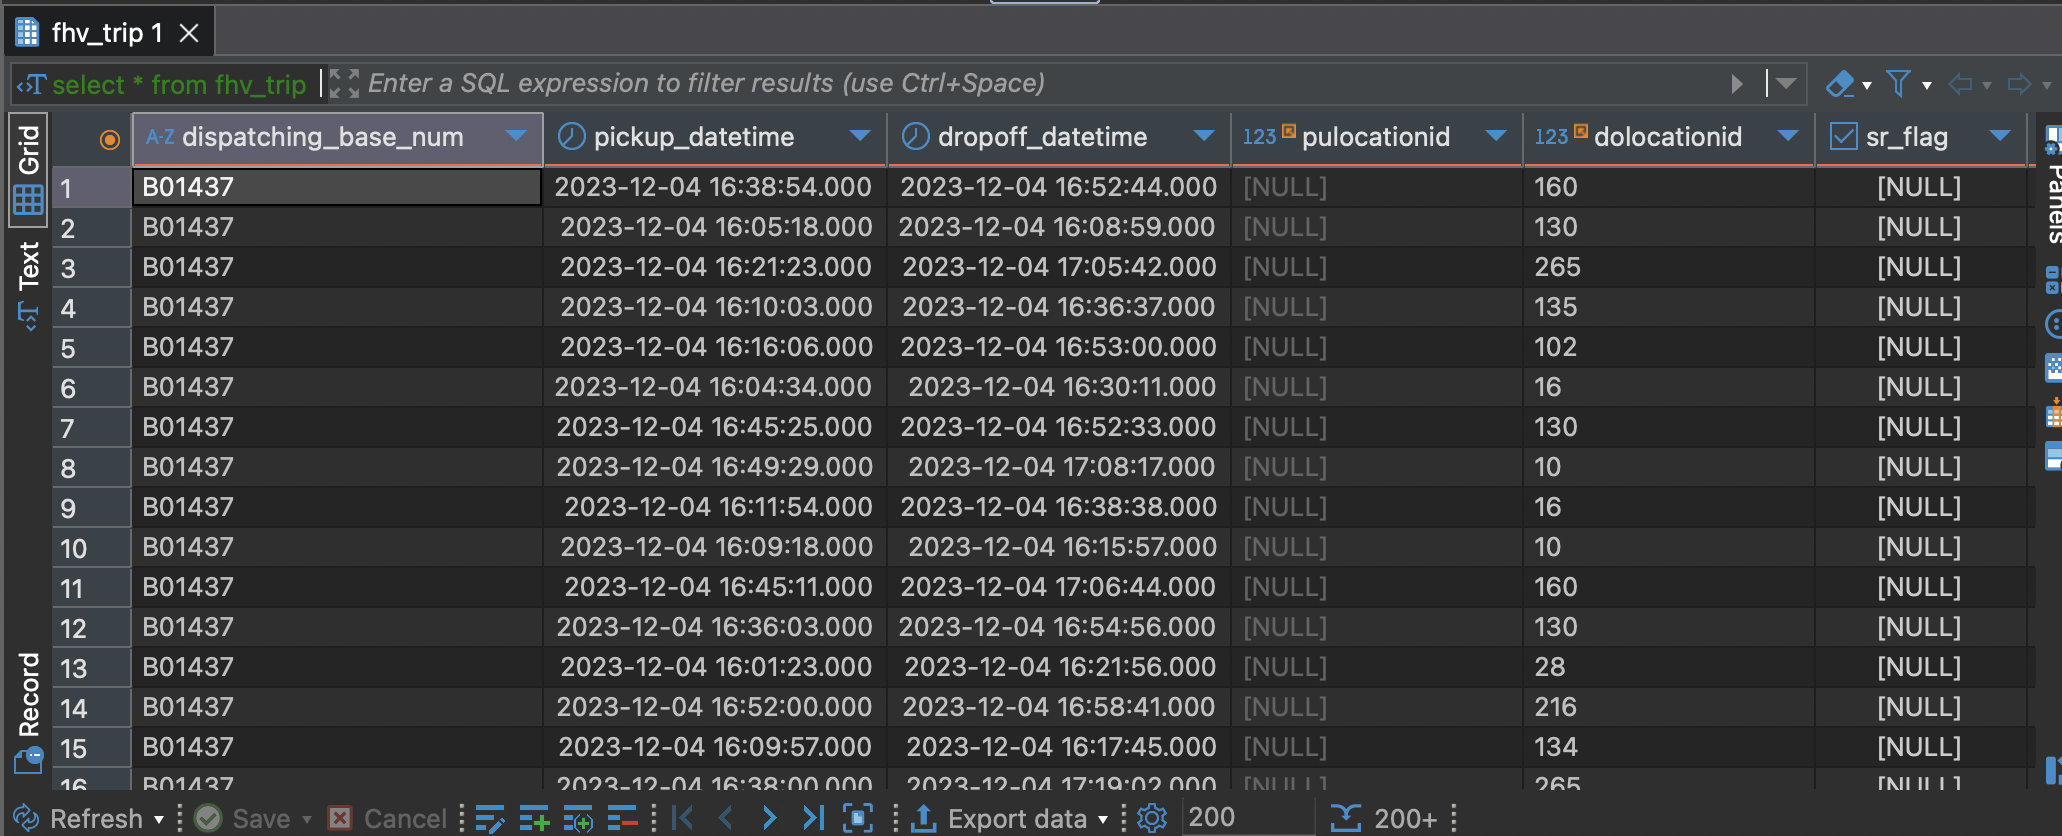 fhv_trip 1
select * from fhv_trip Enter a SQL expression to filter results (use Ctrl+Space)
Grid
Text
Record
A-Z dispatching_base_num pickup_datetime dropoff_datetime 123 pulocationid 123 dolocationid sr_flag
1 B01437 2023-12-04 16:38:54.000 2023-12-04 16:52:44.000 [NULL] 160 [NULL]
2 B01437 2023-12-04 16:05:18.000 2023-12-04 16:08:59.000 [NULL] 130 [NULL]
3 B01437 2023-12-04 16:21:23.000 2023-12-04 17:05:42.000 [NULL] 265 [NULL]
4 B01437 2023-12-04 16:10:03.000 2023-12-04 16:36:37.000 [NULL] 135 [NULL]
5 B01437 2023-12-04 16:16:06.000 2023-12-04 16:53:00.000 [NULL] 102 [NULL]
6 B01437 2023-12-04 16:04:34.000 2023-12-04 16:30:11.000 [NULL] 16 [NULL]
7 B01437 2023-12-04 16:45:25.000 2023-12-04 16:52:33.000 [NULL] 130 [NULL]
8 B01437 2023-12-04 16:49:29.000 2023-12-04 17:08:17.000 [NULL] 10 [NULL]
9 B01437 2023-12-04 16:11:54.000 2023-12-04 16:38:38.000 [NULL] 16 [NULL]
10 B01437 2023-12-04 16:09:18.000 2023-12-04 16:15:57.000 [NULL] 10 [NULL]
11 B01437 2023-12-04 16:45:11.000 2023-12-04 17:06:44.000 [NULL] 160 [NULL]
12 B01437 2023-12-04 16:36:03.000 2023-12-04 16:54:56.000 [NULL] 130 [NULL]
13 B01437 2023-12-04 16:01:23.000 2023-12-04 16:21:56.000 [NULL] 28 [NULL]
14 B01437 2023-12-04 16:52:00.000 2023-12-04 16:58:41.000 [NULL] 216 [NULL]
15 B01437 2023-12-04 16:09:57.000 2023-12-04 16:17:45.000 [NULL] 134 [NULL]
16 B01437 2023-12-04 16:38:00.000 2023-12-04 17:19:02.000 [NULL] 265 [NULL]
Panels
Refresh Save Cancel Export data 200 200+